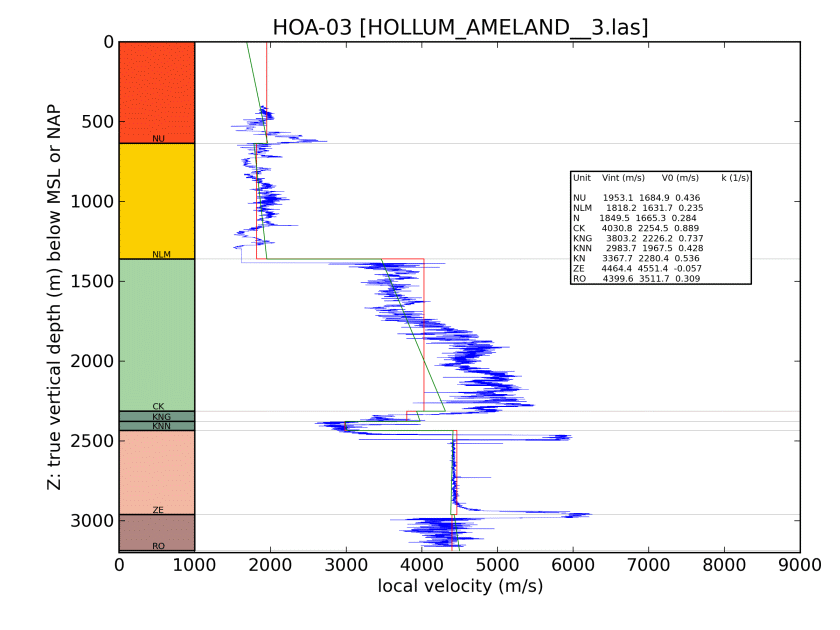 HOA-03 [HOLLUM_AMELAND__3.las]
0
500
NU
Unit Vint (m/s) V0 (m/s) k (1/s)
NU 1953.1 1684.9 0.436
NLM 1818.2 1631.7 0.235
N 1849.5 1665.3 0.284
CK 4030.8 2254.5 0.889
KNG 3803.2 2226.2 0.737
KNN 2983.7 1967.5 0.428
KN 3367.7 2280.4 0.536
ZE 4464.4 4551.4 -0.057
RO 4399.6 3511.7 0.309
1000
NLM
1500
2000
CK
KNG
KNN
2500
ZE
3000
RO
Z: true vertical depth (m) below MSL or NAP
0 1000 2000 3000 4000 5000 6000 7000 8000 9000
local velocity (m/s)